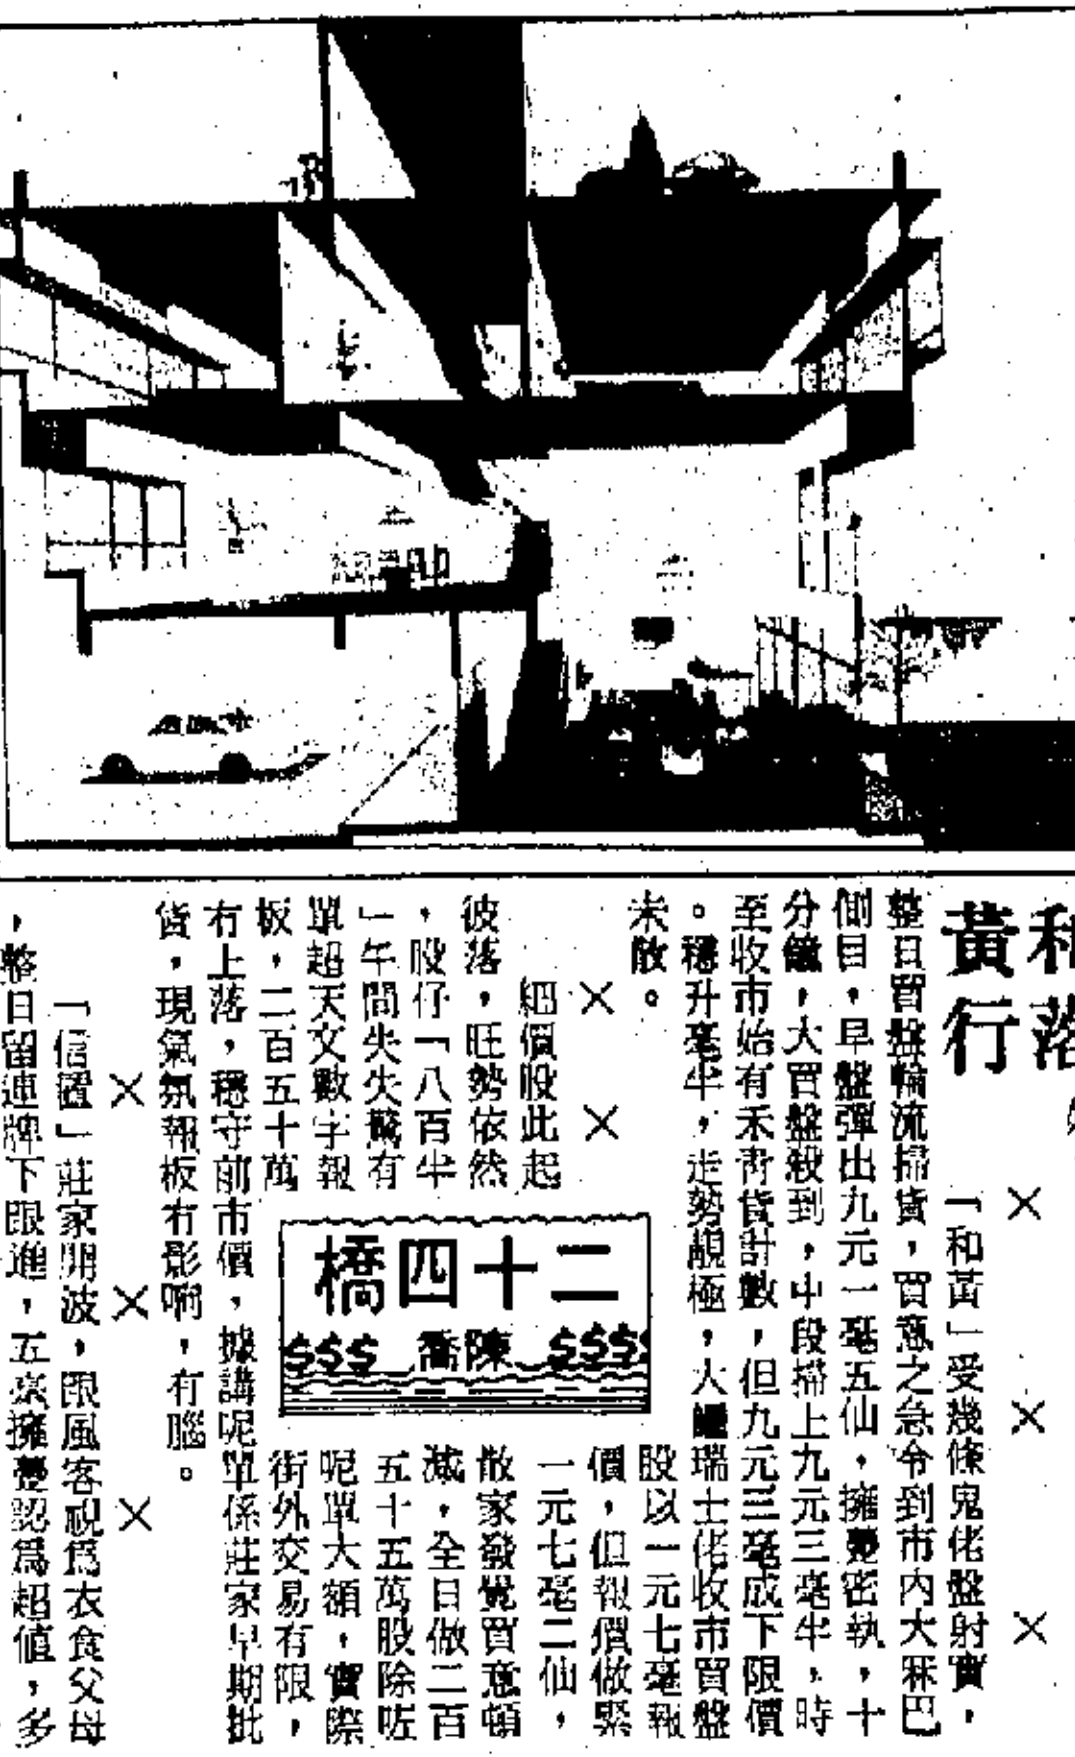 和
黃
落
行
「和黃」受幾條鬼佬盤射實,
整日買盤輪流掃貨,買意之急令到市內大秝巴
側目,早盤彈出九元一毫五仙,擁躉密執,十
分鐘,大買盤殺到,中段掃上九元三毫半,時
至收市始有禾青貨計數,但九元三毫成下限價
。穩升毫半,走勢靚極,大鱷瑞士佬收市買盤
未散。
股以一元七毫報
價,但報價做緊
一元七毫二仙,
細價股此起
彼落,旺勢依然
,股仔「八百半
」午間失失驚有
單超天文數字報
板,二百五十萬
散家發覺買意頓
減,全日做二百
五十五萬股除咗
呢單大額,實際
街外交易有限,
有上落,穩守前市價,據講呢單係莊家早期批
貨,現氣氛報板冇影响,有腦。
「信置」莊家開波,跟風客視爲衣食父母
,整日留連牌下跟進,五來擁躉認爲超值,多
二十四橋
$$$ 陳喬 $$$$